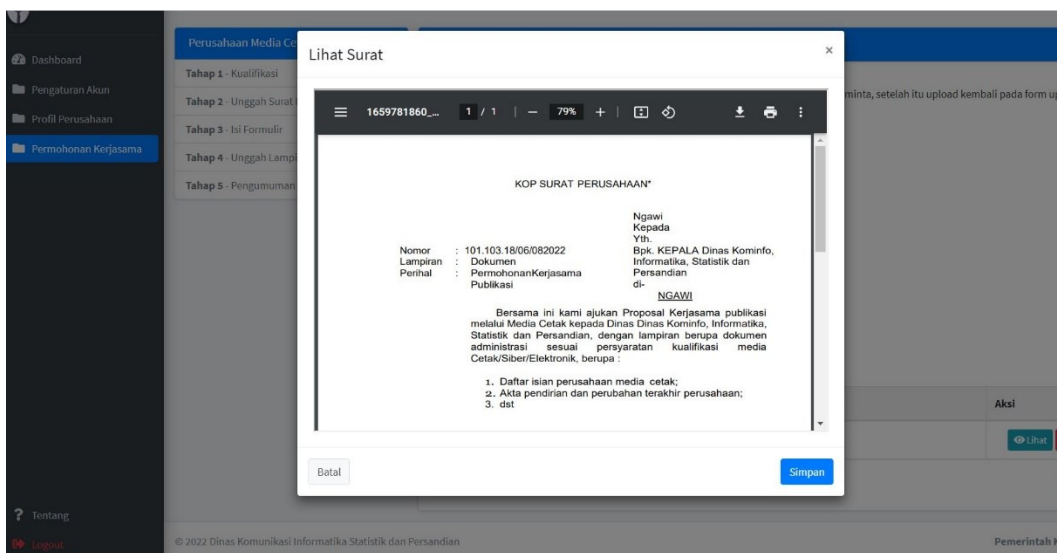 Dashboard
Pengaturan Akun
Profil Perusahaan
Permohonan Kerjasama
Tentang
Logout
Perusahaan Media Ce
Tahap 1 - Kualifikasi
Tahap 2 - Unggah Surat
Tahap 3 - Isi Formulir
Tahap 4 - Unggah Lampi
Tahap 5 - Pengumuman
Lihat Surat
×
1659781860_... 1 / 1 | − 79% + |
KOP SURAT PERUSAHAAN*
Ngawi
Kepada
Yth.
Nomor : 101.103.18/06/082022 Bpk. KEPALA Dinas Kominfo,
Lampiran : Dokumen Informatika, Statistik dan
Perihal : PermohonanKerjasama Persandian
Publikasi di-
NGAWI
Bersama ini kami ajukan Proposal Kerjasama publikasi
melalui Media Cetak kepada Dinas Dinas Kominfo, Informatika,
Statistik dan Persandian, dengan lampiran berupa dokumen
administrasi sesuai persyaratan kualifikasi media
Cetak/Siber/Elektronik, berupa :
1. Daftar isian perusahaan media cetak;
2. Akta pendirian dan perubahan terakhir perusahaan;
3. dst
Batal
Simpan
minta, setelah itu upload kembali pada form u
Aksi
Lihat
© 2022 Dinas Komunikasi Informatika Statistik dan Persandian
Pemerintah K